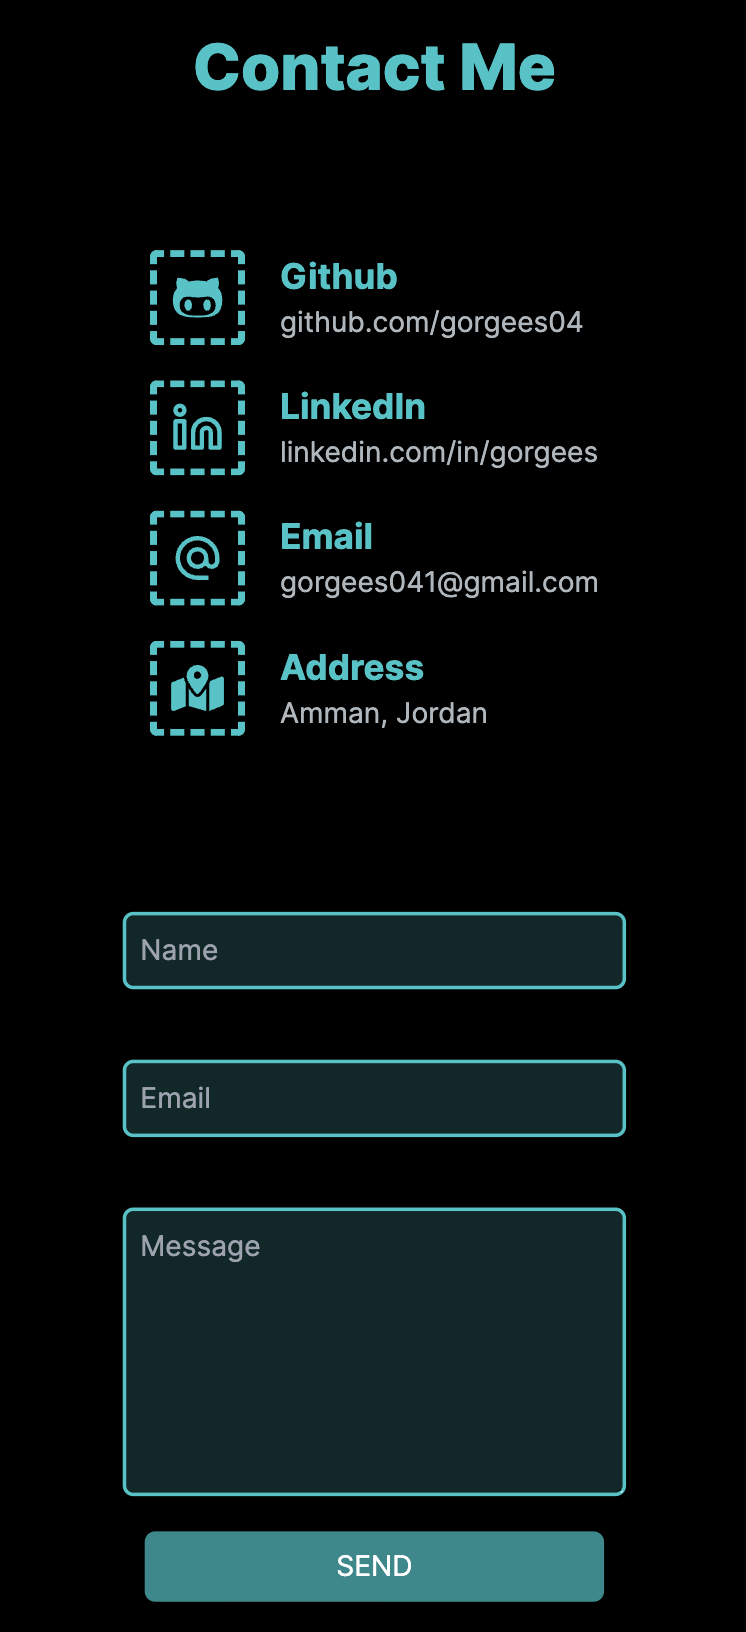 Contact Me
Github
github.com/gorgees04
LinkedIn
linkedin.com/in/gorgees
Email
gorgees041@gmail.com
Address
Amman, Jordan
Name
Email
Message
SEND